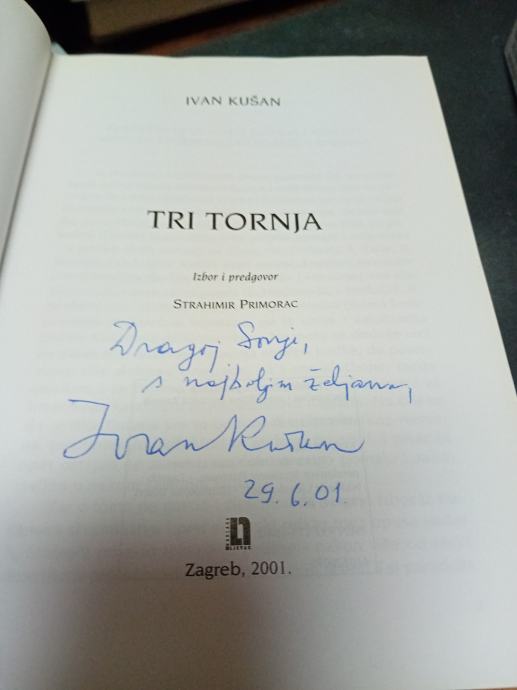 IVAN KUŠAN
TRI TORNJA
Izbor i predgovor
STRAHIMIR PRIMORAC
Dragoj Sonji,
s najboljim željama,
Ivan Kušan
29.6.01.
Zagreb, 2001.